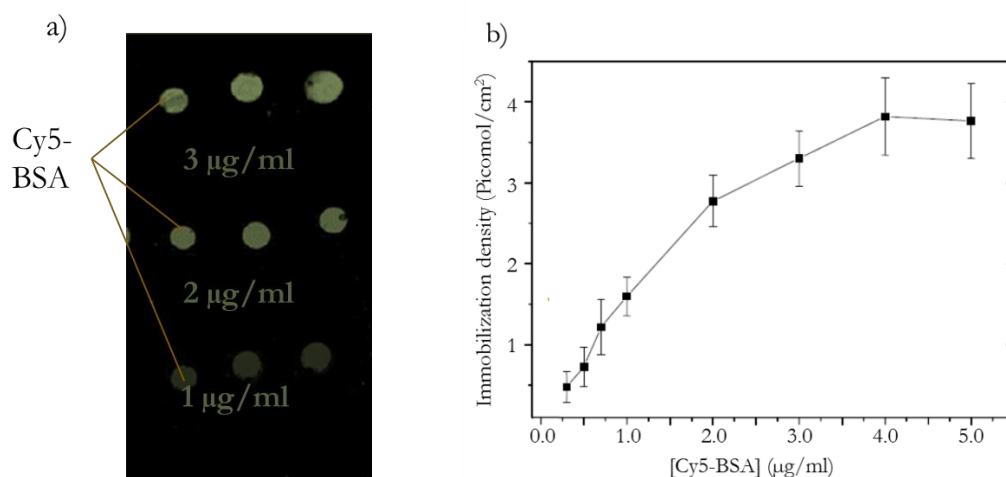 a)
Cy5-
BSA
3 µg/ml
2 µg/ml
1 µg/ml
b)
Immobilization density (Picomol/cm²)
4
3
2
1
0.0 1.0 2.0 3.0 4.0 5.0
[Cy5-BSA] (µg/ml)